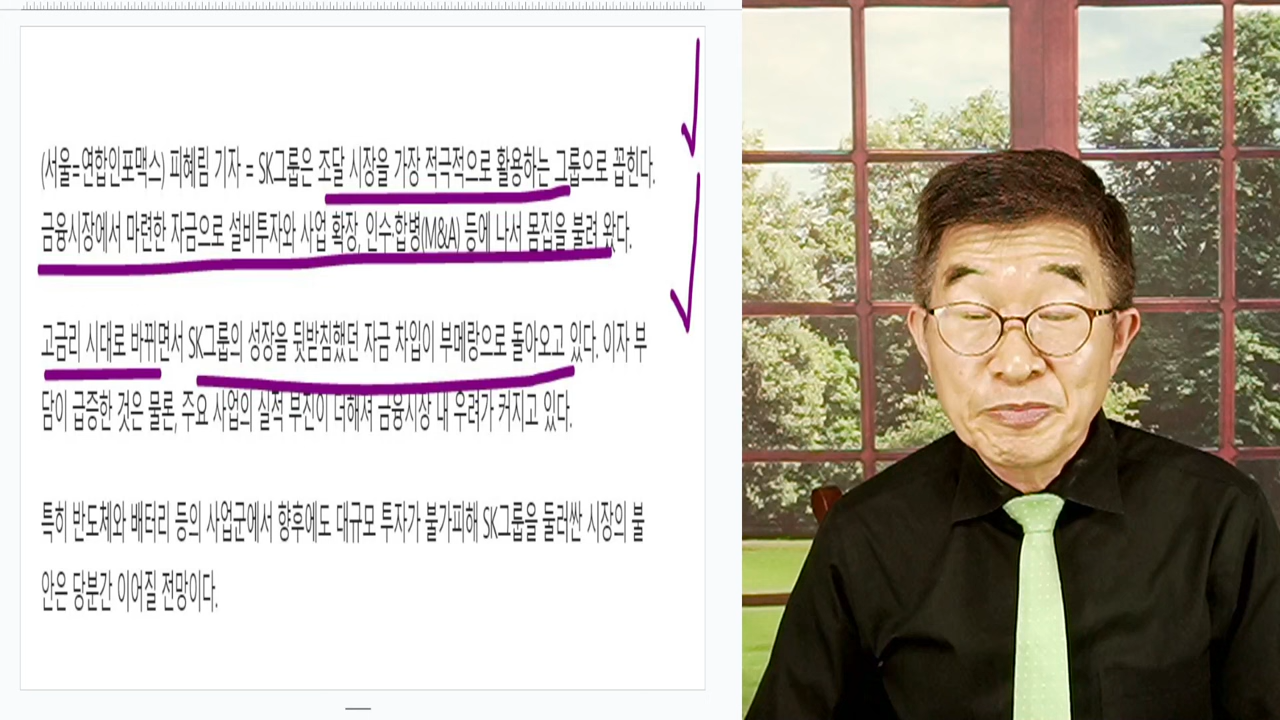 (서울=연합인포맥스) 피혜림 기자 = SK그룹은 조달 시장을 가장 적극적으로 활용하는 그룹으로 꼽힌다.
금융시장에서 마련한 자금으로 설비투자와 사업 확장, 인수·합병(M&A) 등에 나서 몸집을 불려 왔다.
고금리 시대로 바뀌면서 SK그룹의 성장을 뒷받침했던 자금 차입이 부메랑으로 돌아오고 있다. 이자 부
담이 급증한 것은 물론, 주요 사업의 실적 부진이 더해져 금융시장 내 우려가 커지고 있다.
특히 반도체와 배터리 등의 사업군에서 향후에도 대규모 투자가 불가피해 SK그룹을 둘러싼 시장의 불
안은 당분간 이어질 전망이다.